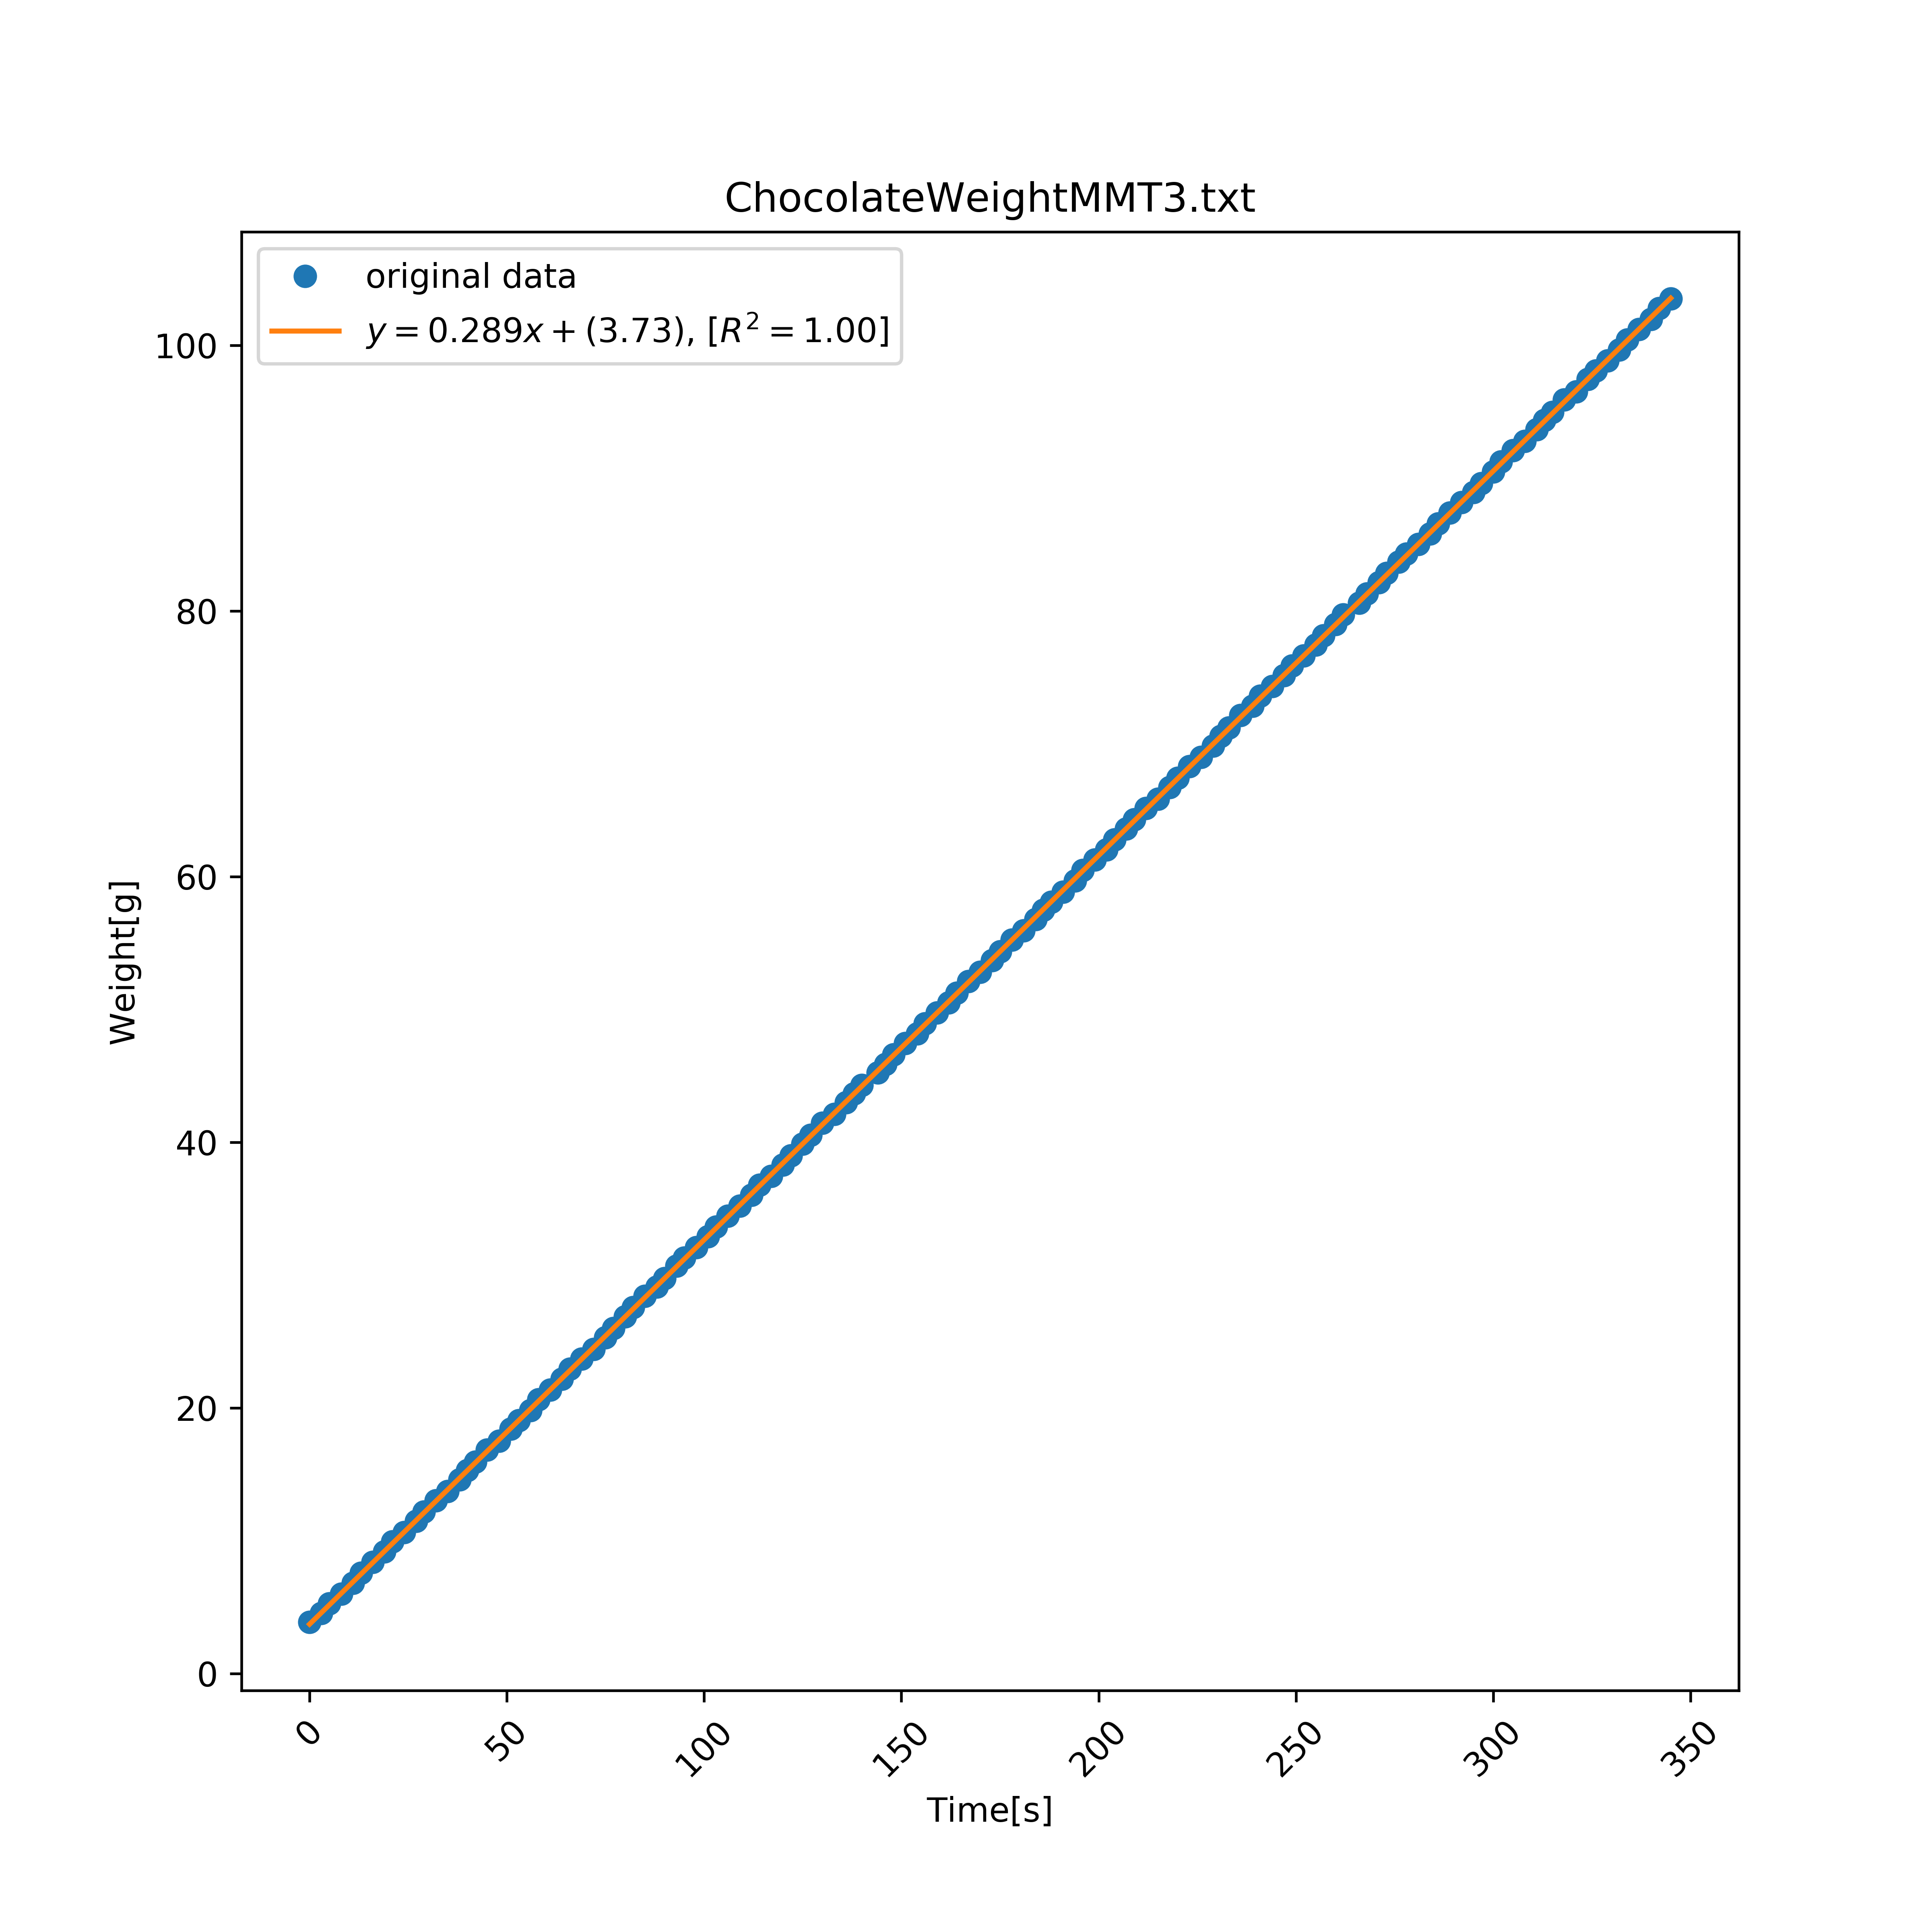 ChocolateWeightMMT3.txt
original data
y = 0.289x + (3.73), [R² = 1.00]
100
80
60
40
20
0
Weight[g]
0 50 100 150 200 250 300 350
Time[s]